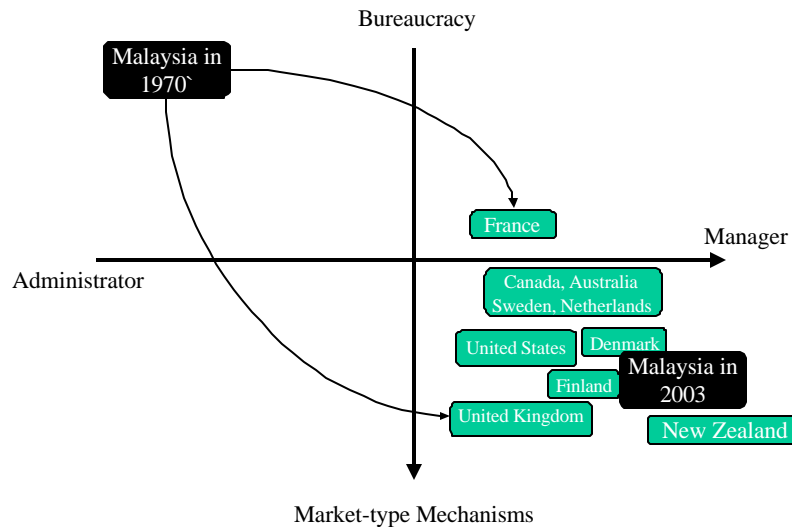 Bureaucracy
Malaysia in
1970`
France
Manager
Administrator
Canada, Australia
Sweden, Netherlands
United States
Denmark
Malaysia in
2003
Finland
United Kingdom
New Zealand
Market-type Mechanisms